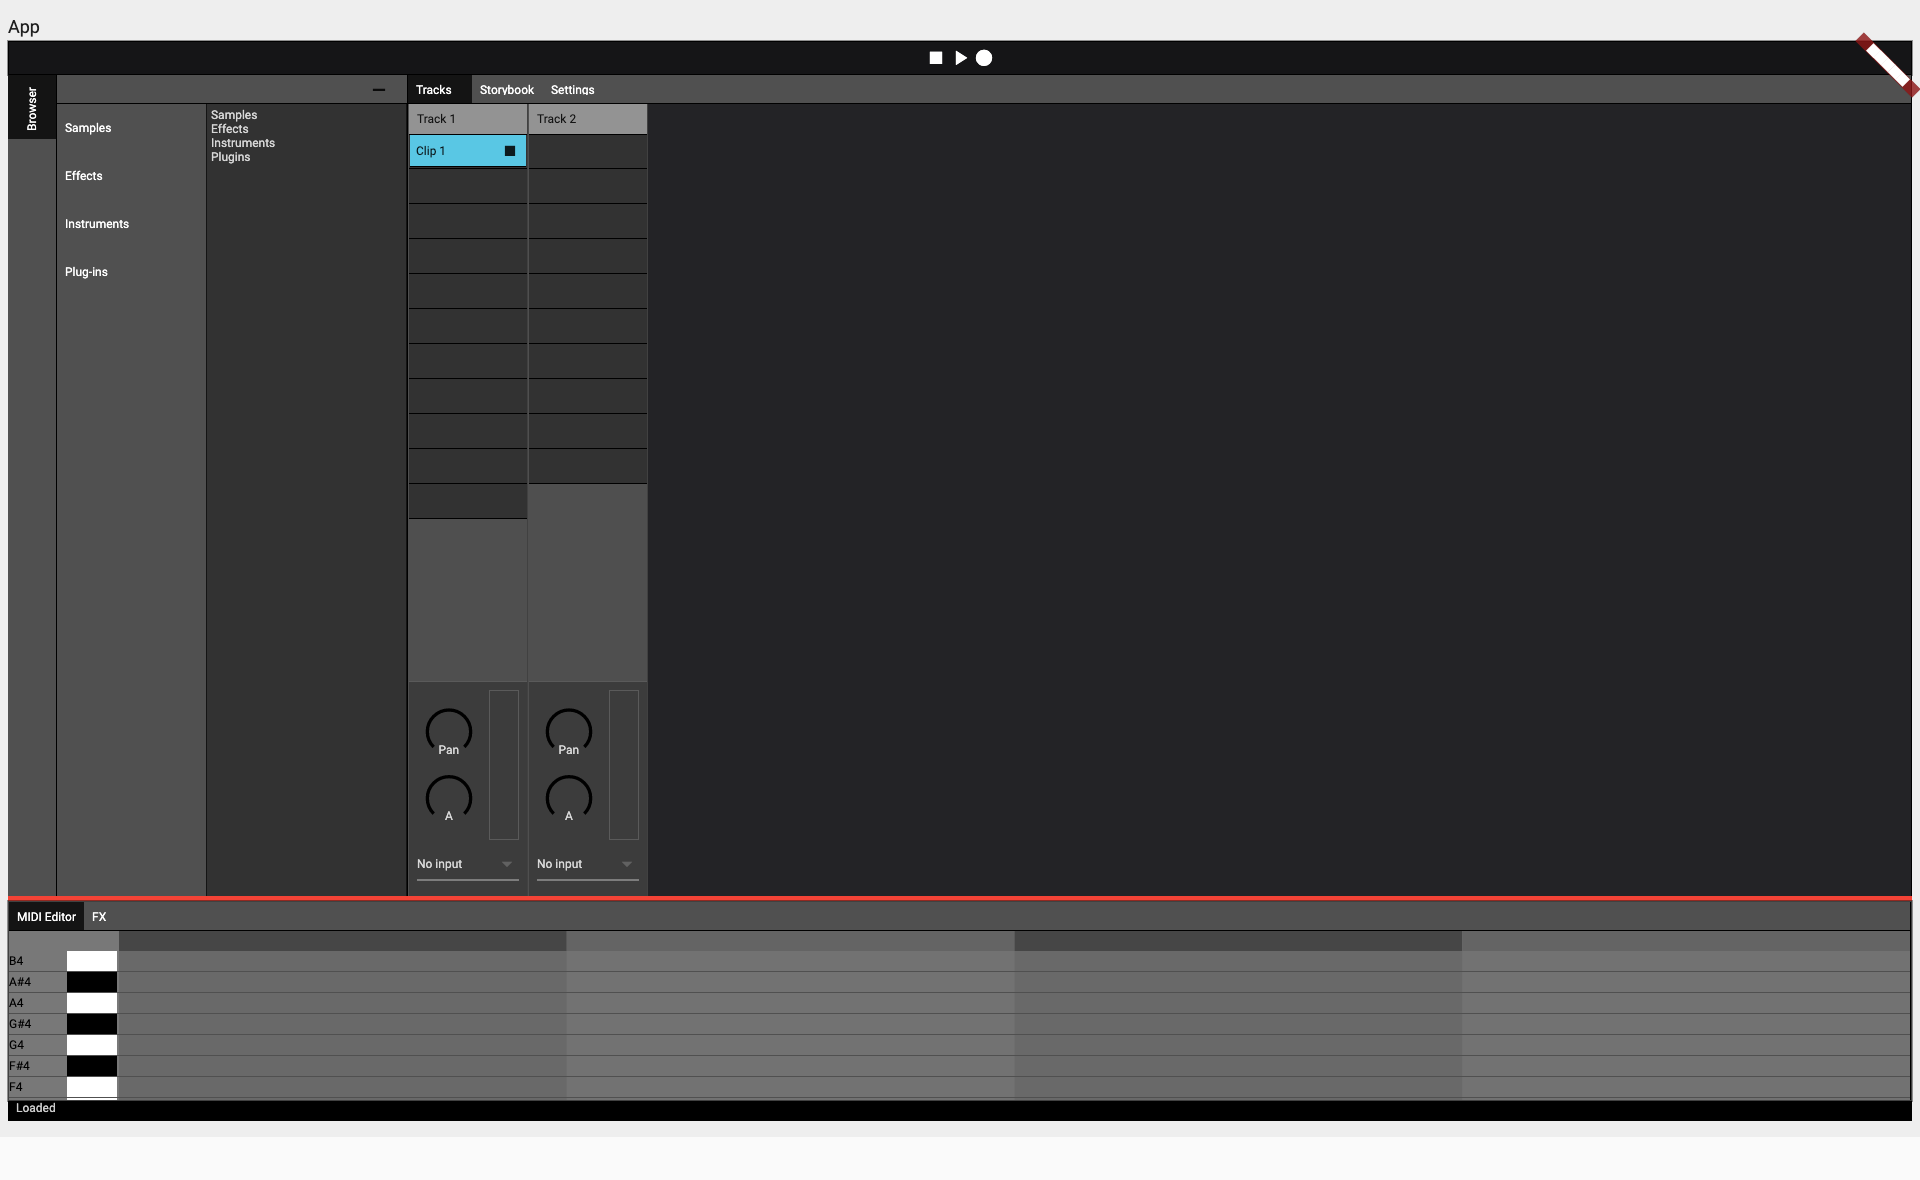 App
Browser
Tracks Storybook Settings
Samples
Effects
Instruments
Plug-ins
Samples
Effects
Instruments
Plugins
Track 1 Track 2
Clip 1
Pan Pan
A A
No input No input
MIDI Editor FX
B4
A#4
A4
G#4
G4
F#4
F4
Loaded